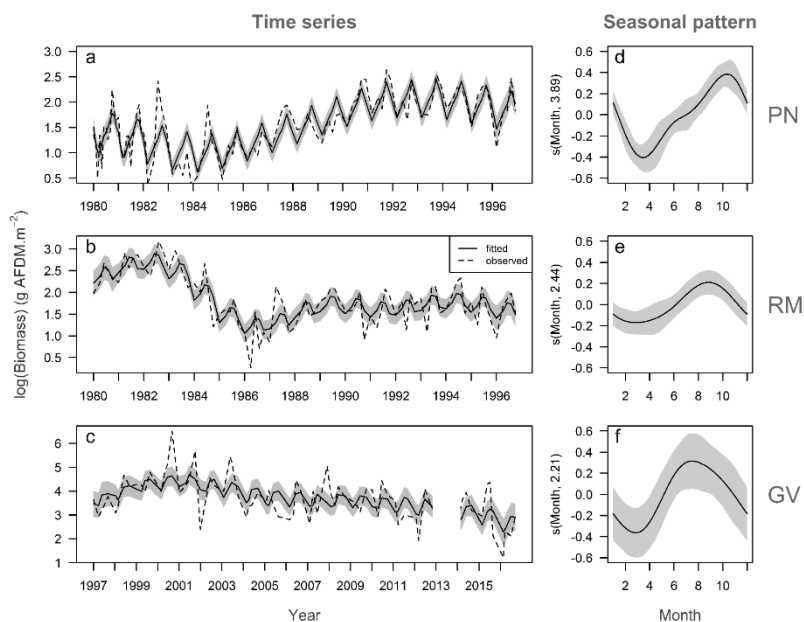 Time series Seasonal pattern
a
3.0
2.5
2.0
1.5
1.0
0.5
1980 1982 1984 1986 1988 1990 1992 1994 1996
d
s(Month, 3.89)
0.6
0.4
0.2
0.0
-0.2
-0.4
-0.6
2 4 6 8 10
PN
log(Biomass) (g AFDM.m⁻²)
b
3.0
2.5
2.0
1.5
1.0
0.5
fitted
observed
1980 1982 1984 1986 1988 1990 1992 1994 1996
e
s(Month, 2.44)
0.6
0.4
0.2
0.0
-0.2
-0.4
-0.6
2 4 6 8 10
RM
c
6
5
4
3
2
1
1997 1999 2001 2003 2005 2007 2009 2011 2013 2015
f
s(Month, 2.21)
0.6
0.4
0.2
0.0
-0.2
-0.4
-0.6
2 4 6 8 10
GV
Year Month